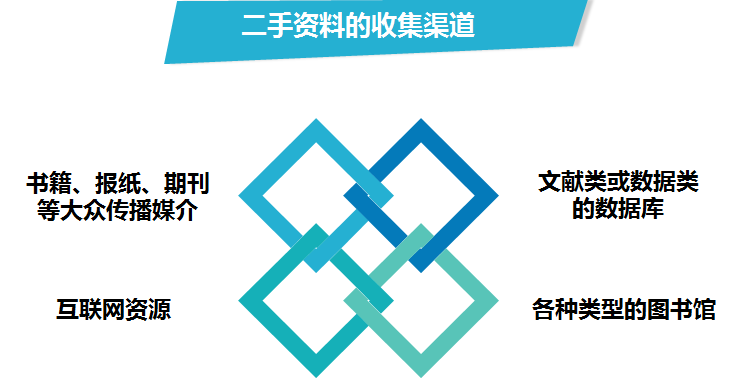 二手资料的收集渠道
书籍、报纸、期刊
等大众传播媒介
文献类或数据类
的数据库
互联网资源
各种类型的图书馆